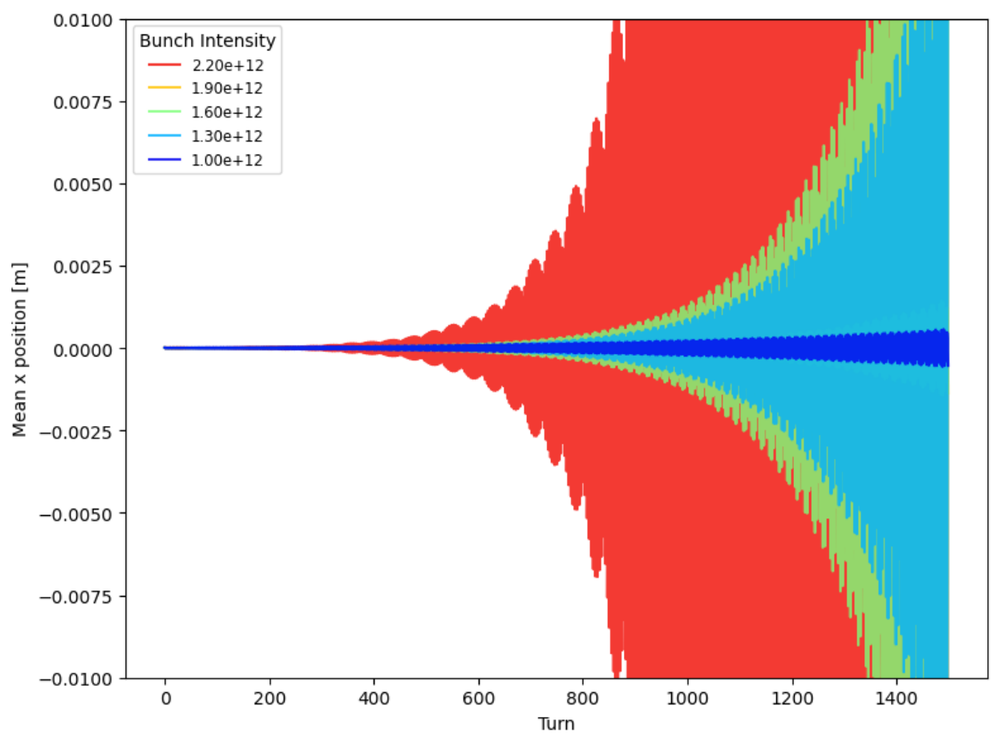 0.0100
0.0075
0.0050
0.0025
0.0000
−0.0025
−0.0050
−0.0075
−0.0100
Mean x position [m]
Bunch Intensity
2.20e+12
1.90e+12
1.60e+12
1.30e+12
1.00e+12
0 200 400 600 800 1000 1200 1400
Turn